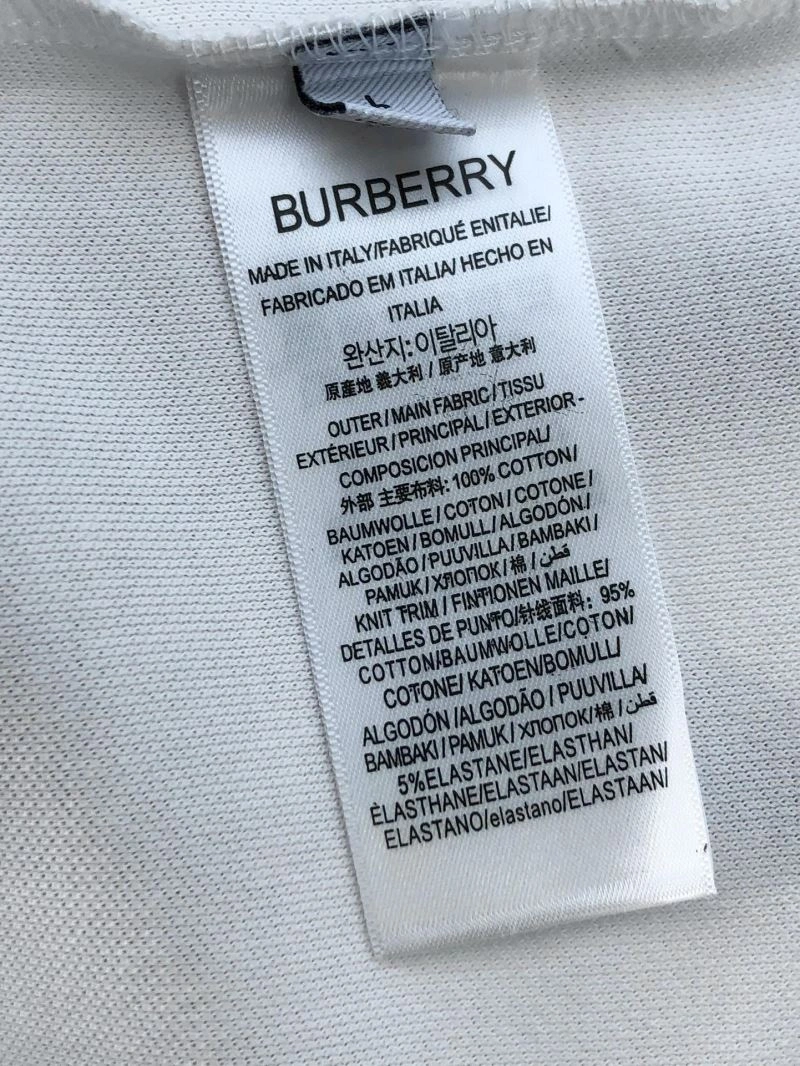 L
BURBERRY
MADE IN ITALY/FABRIQUÉ ENITALIE/
FABRICADO EM ITALIA/ HECHO EN
ITALIA
완산지:이탈리아
原產地 義大利 / 原产地 意大利
OUTER / MAIN FABRIC / TISSU
EXTÉRIEUR / PRINCIPAL / EXTERIOR -
COMPOSICION PRINCIPAL/
外部 主要布料: 100% COTTON/
BAUMWOLLE / COTON / COTONE /
KATOEN / BOMULL / ALGODÓN./
ALGODÃO / PUUVILLA / BAMBAKI /
PAMUK / ХЛОПОК / 棉 / قطن
KNIT TRIM / FINTIONEN MAILLE/
DETALLES DE PUNTO/针线面料: 95%
COTTON/BAUMWOLLE/COTON/
COTONE/ KATOEN/BOMULL/
ALGODÓN /ALGODÃO / PUUVILLA/
BAMBAKI / PAMUK / ХЛОПОК/棉 / قطن
5%ELASTANE/ELASTHAN/
ÈLASTHANE/ELASTAAN/ELASTAN/
ELASTANO/elastano/ELASTAAN/